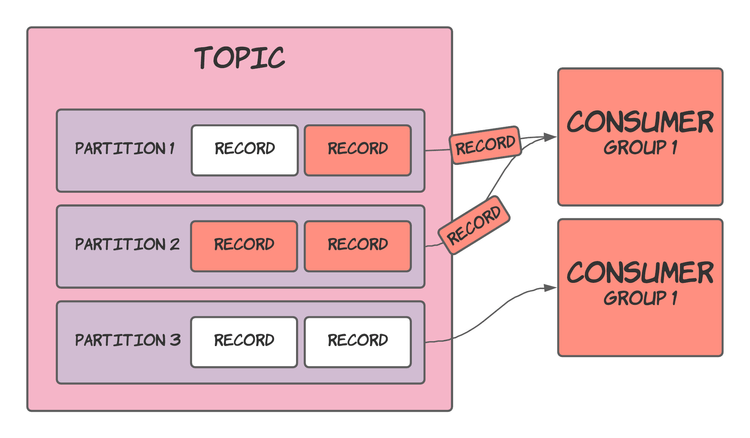 TOPIC
PARTITION 1
RECORD
RECORD
RECORD
CONSUMER
GROUP 1
PARTITION 2
RECORD
RECORD
RECORD
PARTITION 3
RECORD
RECORD
CONSUMER
GROUP 1